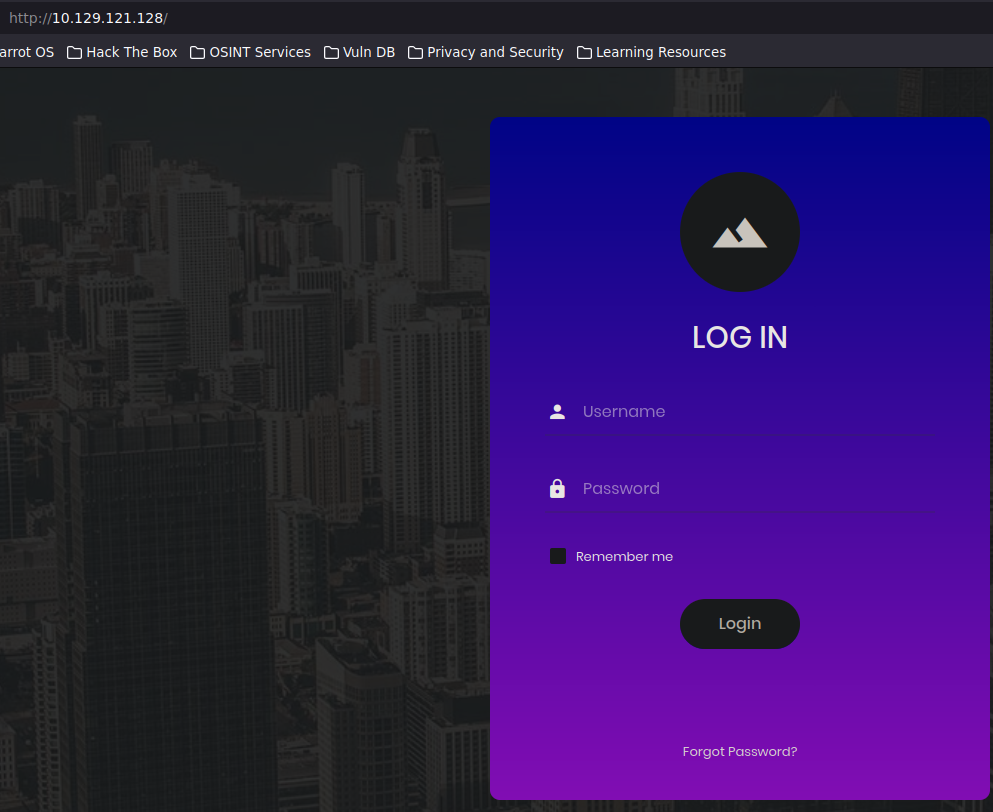 http://10.129.121.128/
arrot OS Hack The Box OSINT Services Vuln DB Privacy and Security Learning Resources
LOG IN
Username
Password
Remember me
Login
Forgot Password?